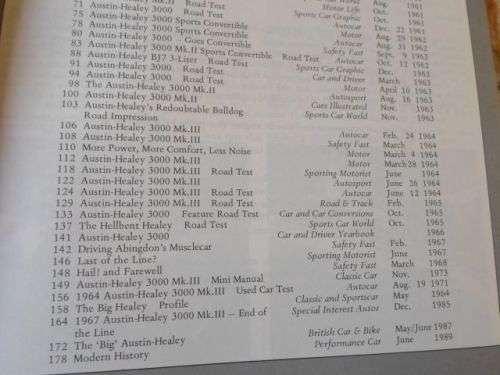 World Aug. 1961
Motor Life Oct. 1961
Sports Car Graphic Oct. 1961
71 Austin-Healey 3000 Mk.II Road Test Autocar Dec. 22 1961
75 Austin-Healey 3000 Road Test Motor Aug. 1962
78 Austin-Healey 3000 Sports Convertible Autocar Aug. 31 1962
80 Austin-Healey 3000 Goes Convertible Safety Fast Sept. 1962
83 Austin-Healey 3000 Mk.II Sports Convertible Road Test Autocar Oct. 12 1962
88 Austin Healey BJ7 3-Liter Road Test Sports Car Graphic Dec.
91 Austin-Healey 3000 Road Test Car and Driver March 1963
94 Austin-Healey 3000 Road Test Motor April 10 1963
98 The Austin-Healey 3000 Mk.II Autosport Aug. 16 1963
100 Austin-Healey 3000 Mk.II Cars Illustrated Nov. 1963
103 Austin-Healey's Redoubtable Bulldog
Road Impression Sports Car World Nov. 1963
106 Austin-Healey 3000 Mk.III Autocar Feb. 24 1964
108 Austin-Healey 3000 Mk.III Safety Fast March 1964
110 More Power, More Comfort, Less Noise Motor March 4 1964
112 Austin-Healey 3000 Mk.III Motor March 28 1964
118 Austin-Healey 3000 Mk.III Road Test Sporting Motorist June 1964
122 Austin-Healey 3000 Mk.III Autosport June 26 1964
124 Austin-Healey 3000 Mk.III Road Test Autocar June 12 1964
129 Austin-Healey 3000 Mk.III Road Test Road & Track Feb. 1965
133 Austin-Healey 3000 Feature Road Test Car and Car Conversions Oct. 1965
137 The Hellbent Healey Road Test Sports Car World Oct. 1965
141 Austin-Healey 3000 Car and Driver Yearbook 1966
142 Driving Abingdon's Musclecar Safety Fast Feb. 1967
146 Last of the Line? Sporting Motorist June 1967
148 Hail! and Farewell Safety Fast March 1968
149 Austin-Healey 3000 Mk.III Mini Manual Classic Car Nov. 1973
156 1964 Austin-Healey 3000 Mk.III Used Car Test Autocar Aug. 19 1971
158 The Big Healey Profile Classic and Sportscar May 1964
164 1967 Austin-Healey 3000 Mk.III – End of Special Interest Autos Dec. 1985
the Line
172 The 'Big' Austin-Healey British Car & Bike May/June 1987
178 Modern History Performance Car June 1989